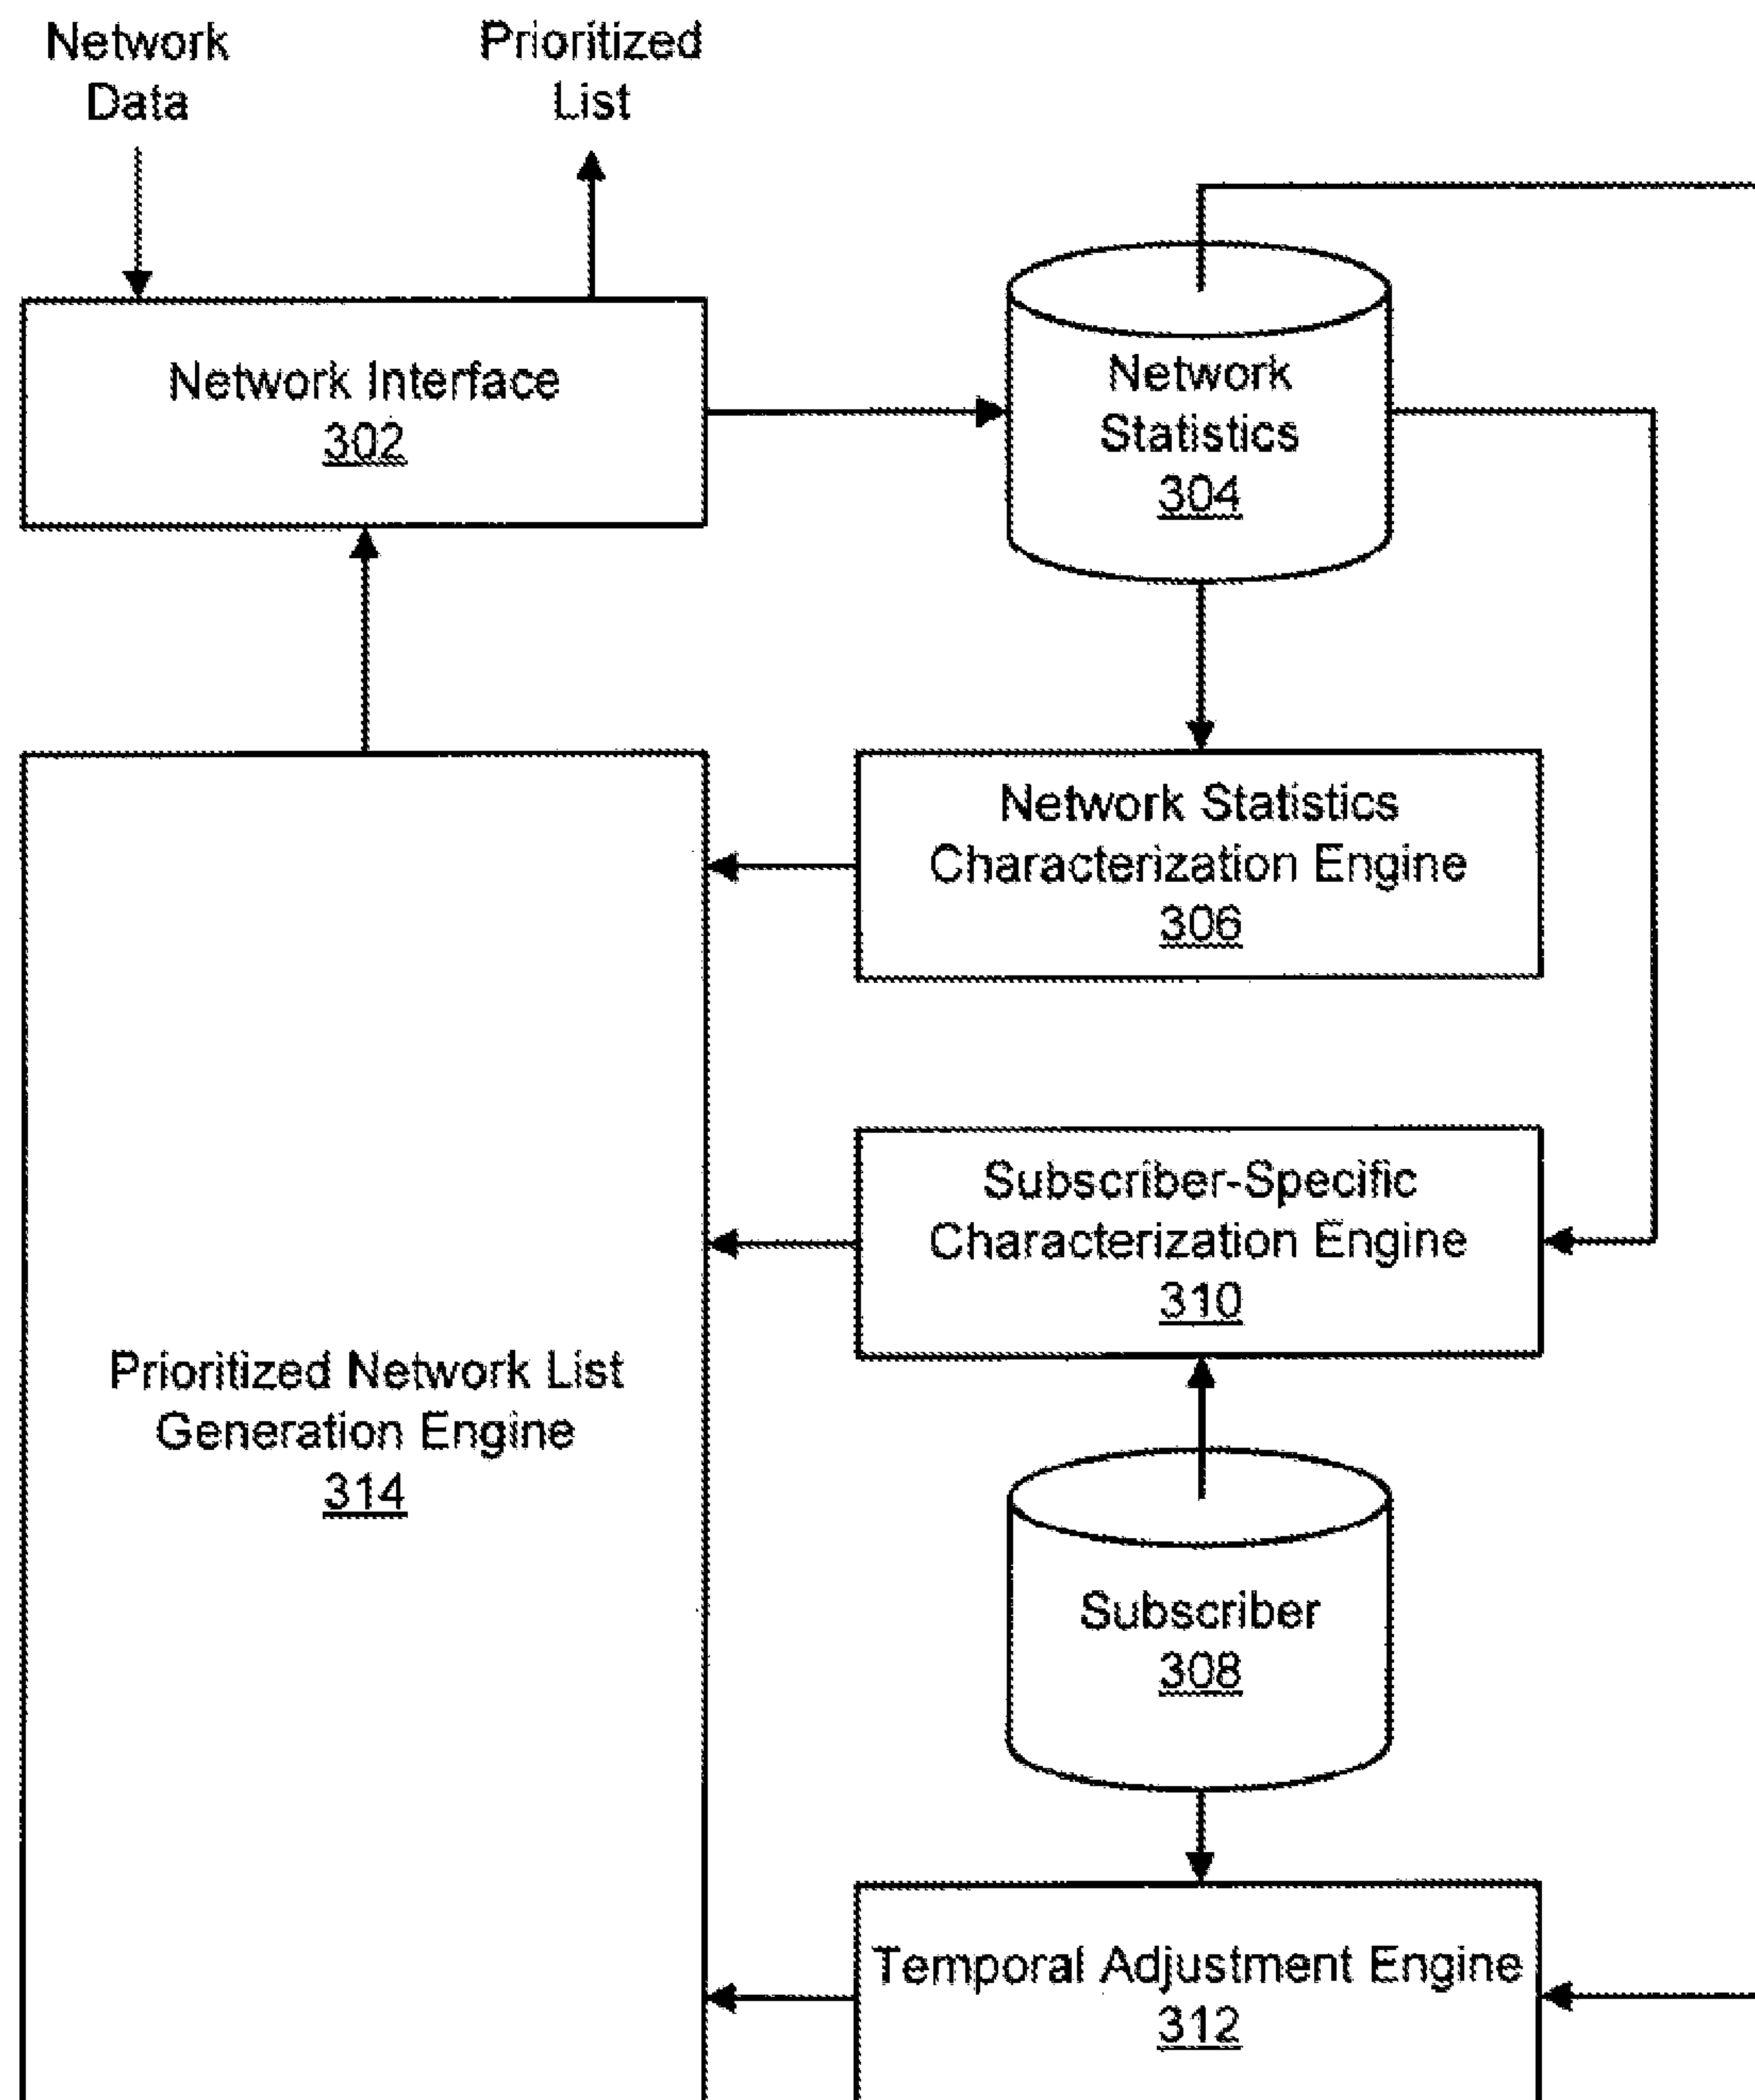 Network
Data
Prioritized
List
Network Interface
302
Network
Statistics
304
Network Statistics
Characterization Engine
306
Subscriber-Specific
Characterization Engine
310
Prioritized Network List
Generation Engine
314
Subscriber
308
Temporal Adjustment Engine
312